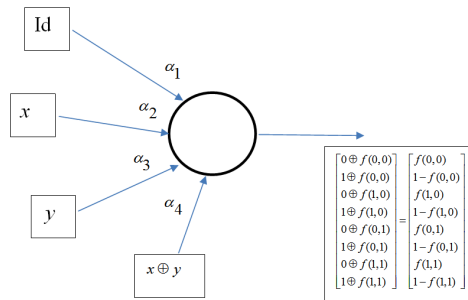 Id
α₁
x
α₂
α₃
y
α₄
x ⊕ y
[0 ⊕ f(0,0)] = [f(0,0)]
[1 ⊕ f(0,0)] = [1 − f(0,0)]
[0 ⊕ f(1,0)] = [f(1,0)]
[1 ⊕ f(1,0)] = [1 − f(1,0)]
[0 ⊕ f(0,1)] = [f(0,1)]
[1 ⊕ f(0,1)] = [1 − f(0,1)]
[0 ⊕ f(1,1)] = [f(1,1)]
[1 ⊕ f(1,1)] = [1 − f(1,1)]